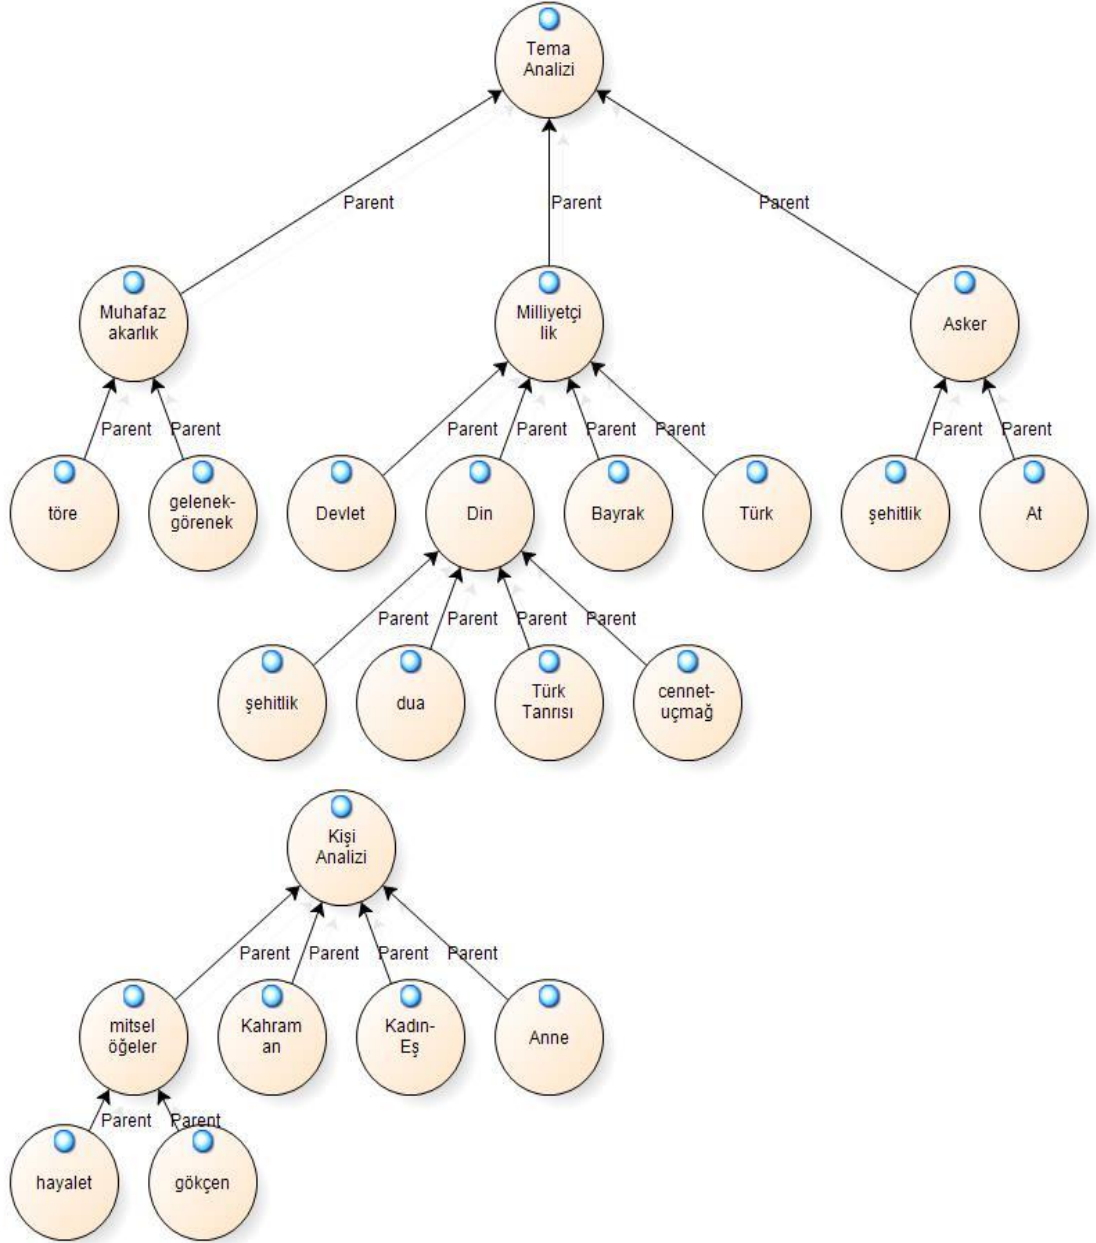 Tema
Analizi
Parent
Parent
Parent
Muhafaz
akarlık
Milliyetçi
lik
Asker
Parent
Parent
Parent
Parent
Parent
Parent
Parent
Parent
töre
gelenek-
görenek
Devlet
Din
Bayrak
Türk
şehitlik
At
Parent
Parent
Parent
Parent
şehitlik
dua
Türk
Tanrısı
cennet-
uçmağ
Kişi
Analizi
Parent
Parent
Parent
Parent
mitsel
öğeler
Kahram
an
Kadın-
Eş
Anne
Parent
Parent
hayalet
gökçen